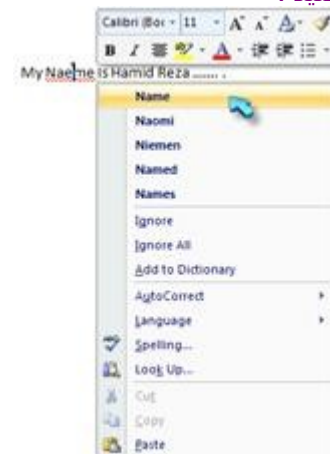 Calibri (Boc 11 A A A
B I
My Naeme is Hamid Reza ....... .
Name
Naomi
Niemen
Named
Names
Ignore
Ignore All
Add to Dictionary
AutoCorrect
Language
Spelling...
Look Up...
Cut
Copy
Paste